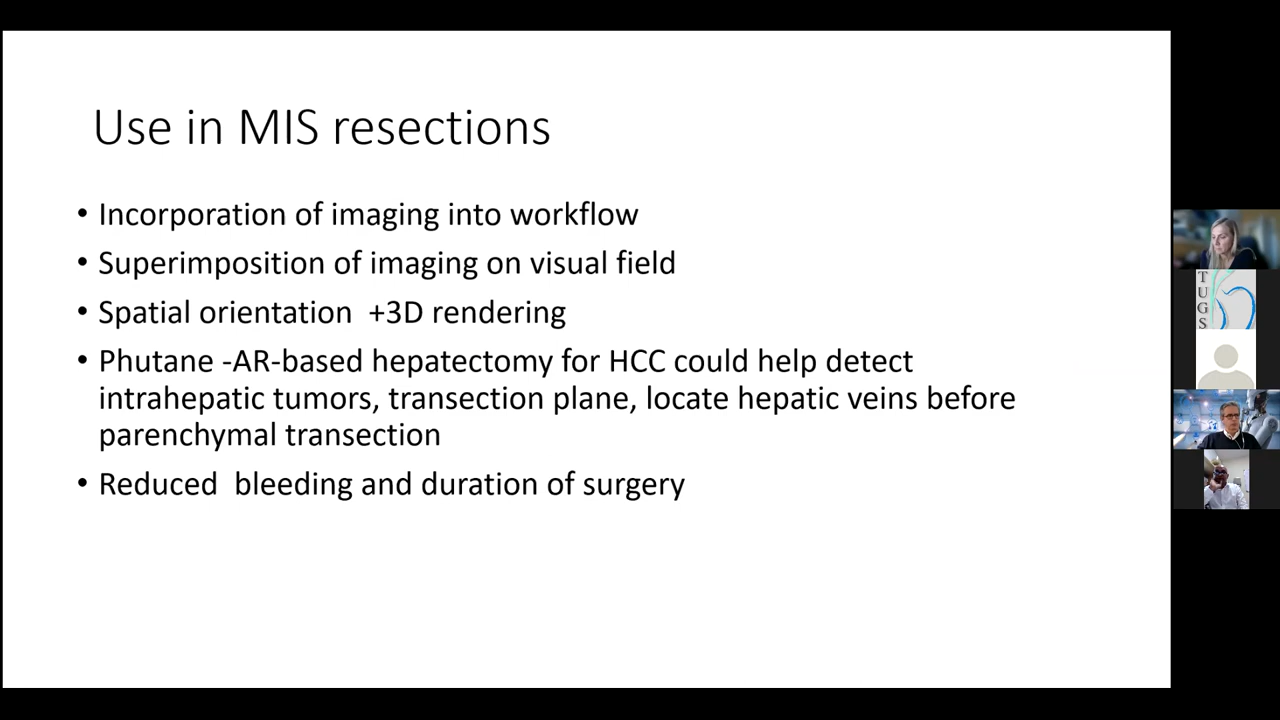 Use in MIS resections
• Incorporation of imaging into workflow
• Superimposition of imaging on visual field
• Spatial orientation  +3D rendering
• Phutane -AR-based hepatectomy for HCC could help detect
intrahepatic tumors, transection plane, locate hepatic veins before
parenchymal transection
• Reduced  bleeding and duration of surgery
TUGS